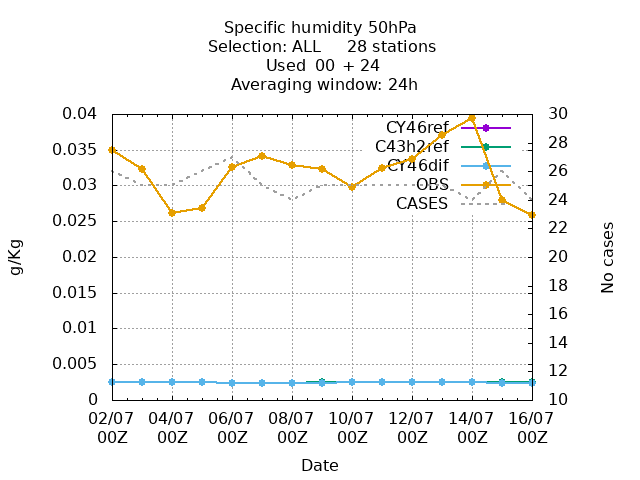 Specific humidity 50hPa
Selection: ALL 28 stations
Used 00 + 24
Averaging window: 24h
CY46ref
C43h2ref
CY46dif
OBS
CASES
0.04
0.035
0.03
0.025
0.02
0.015
0.01
0.005
0
g/Kg
30
28
26
24
22
20
18
16
14
12
10
No cases
02/07 04/07 06/07 08/07 10/07 12/07 14/07 16/07
00Z 00Z 00Z 00Z 00Z 00Z 00Z 00Z
Date